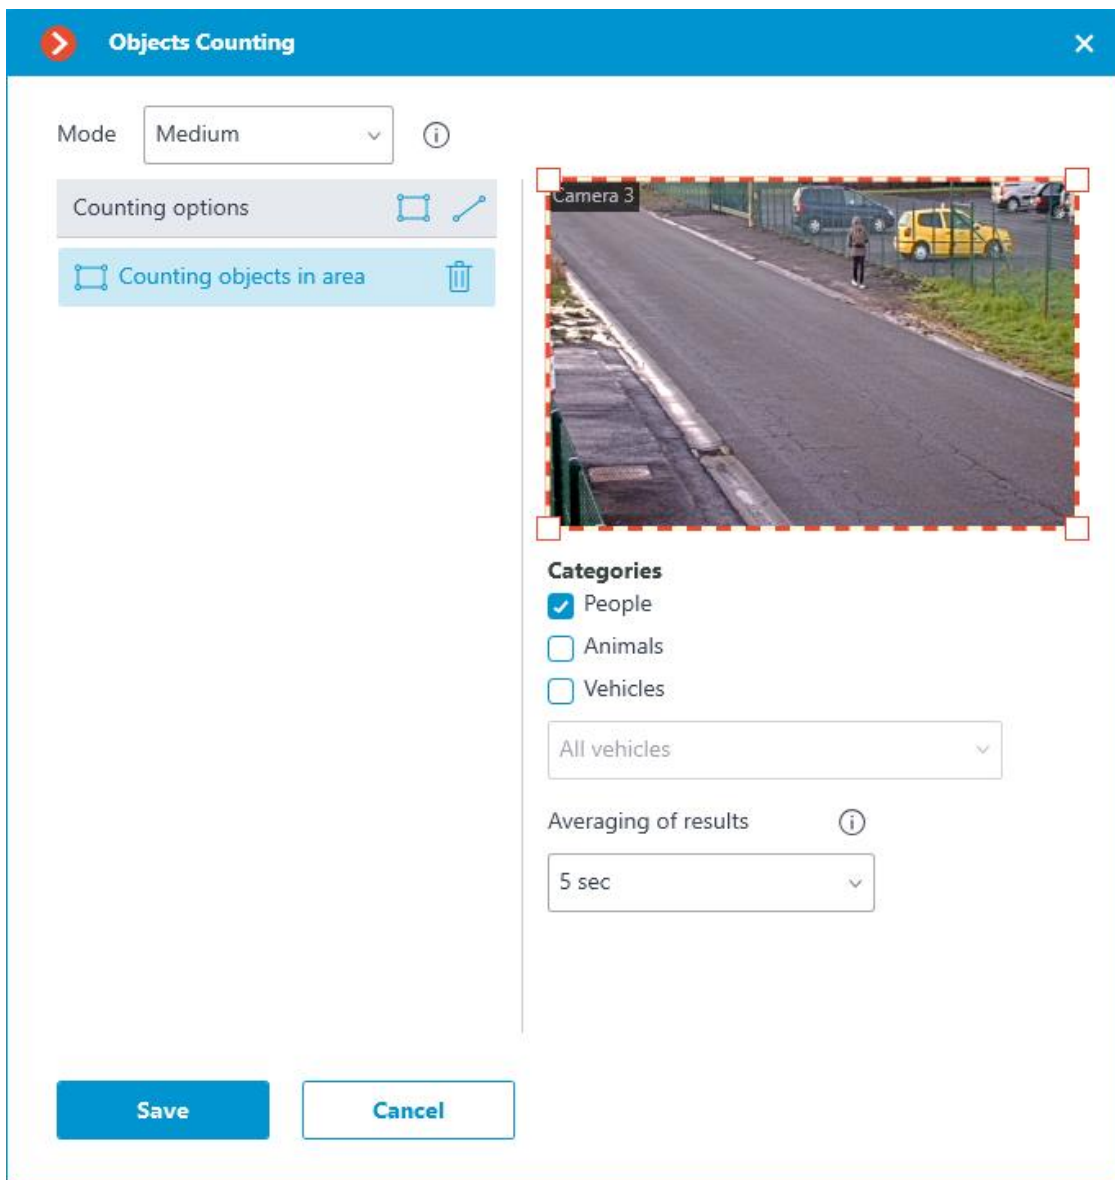 Objects Counting
Mode
Medium
Counting options
Counting objects in area
Camera 3
Categories
People
Animals
Vehicles
All vehicles
Averaging of results
5 sec
Save
Cancel